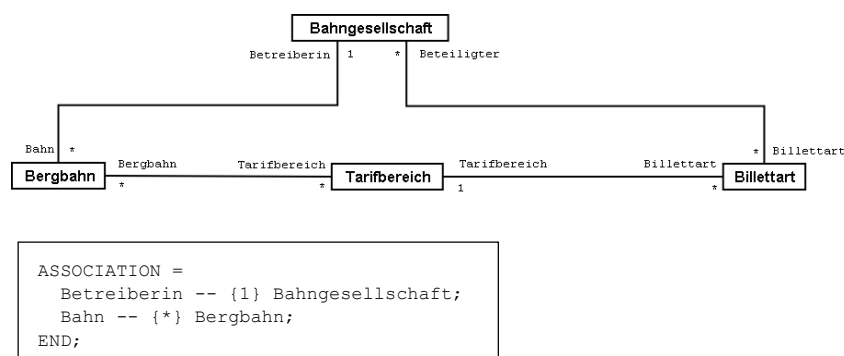 Bahngesellschaft
Betreiberin 1 * Beteiligter
Bahn *
* Billettart
Bergbahn
Bergbahn
*
Tarifbereich
*
Tarifbereich
Tarifbereich
1
Billettart
*
Billettart
ASSOCIATION =
Betreiberin -- {1} Bahngesellschaft;
Bahn -- {*} Bergbahn;
END;